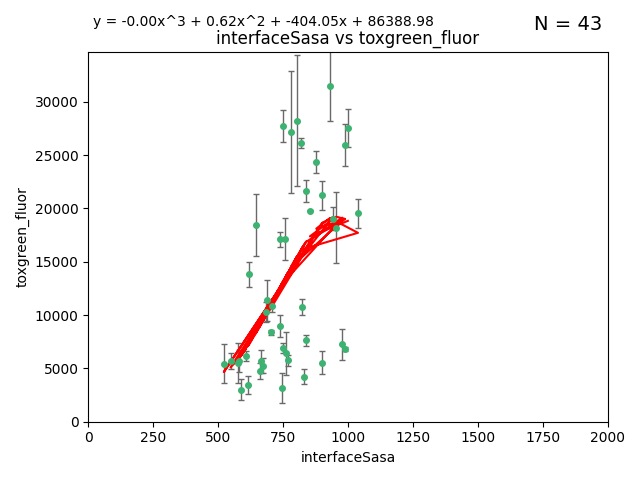 y = -0.00x^3 + 0.62x^2 + -404.05x + 86388.98
N = 43
interfaceSasa vs toxgreen_fluor
30000
25000
20000
15000
10000
5000
0
toxgreen_fluor
0 250 500 750 1000 1250 1500 1750 2000
interfaceSasa